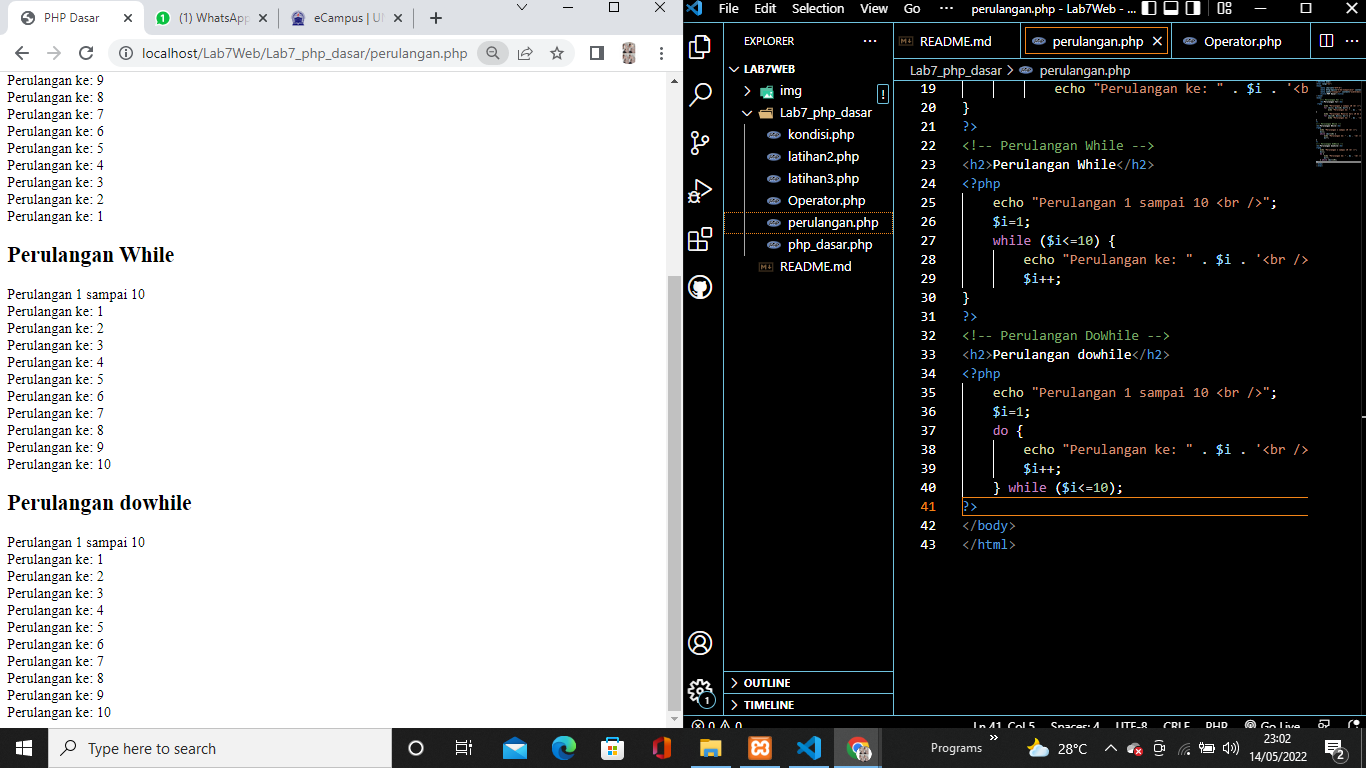 PHP Dasar
(1) WhatsApp
eCampus | U
localhost/Lab7Web/Lab7_php_dasar/perulangan.php
Perulangan ke: 9
Perulangan ke: 8
Perulangan ke: 7
Perulangan ke: 6
Perulangan ke: 5
Perulangan ke: 4
Perulangan ke: 3
Perulangan ke: 2
Perulangan ke: 1
Perulangan While
Perulangan 1 sampai 10
Perulangan ke: 1
Perulangan ke: 2
Perulangan ke: 3
Perulangan ke: 4
Perulangan ke: 5
Perulangan ke: 6
Perulangan ke: 7
Perulangan ke: 8
Perulangan ke: 9
Perulangan ke: 10
Perulangan dowhile
Perulangan 1 sampai 10
Perulangan ke: 1
Perulangan ke: 2
Perulangan ke: 3
Perulangan ke: 4
Perulangan ke: 5
Perulangan ke: 6
Perulangan ke: 7
Perulangan ke: 8
Perulangan ke: 9
Perulangan ke: 10
File Edit Selection View Go ··· perulangan.php - Lab7Web - ...
EXPLORER
LAB7WEB
img
Lab7_php_dasar
kondisi.php
latihan2.php
latihan3.php
Operator.php
perulangan.php
php_dasar.php
README.md
OUTLINE
TIMELINE
README.md perulangan.php Operator.php
Lab7_php_dasar > perulangan.php
19 echo "Perulangan ke: " . $i . '<b
20 }
21 ?>
22 <!-- Perulangan While -->
23 <h2>Perulangan While</h2>
24 <?php
25 echo "Perulangan 1 sampai 10 <br />";
26 $i=1;
27 while ($i<=10) {
28 echo "Perulangan ke: " . $i . '<br />
29 $i++;
30 }
31 ?>
32 <!-- Perulangan DoWhile -->
33 <h2>Perulangan dowhile</h2>
34 <?php
35 echo "Perulangan 1 sampai 10 <br />";
36 $i=1;
37 do {
38 echo "Perulangan ke: " . $i . '<br />
39 $i++;
40 } while ($i<=10);
41 ?>
42 </body>
43 </html>
1
0 0 Ln 41, Col 5 Spaces: 4 UTF-8 CRLF PHP Go Live
Type here to search
Programs
28°C
23:02
14/05/2022
2